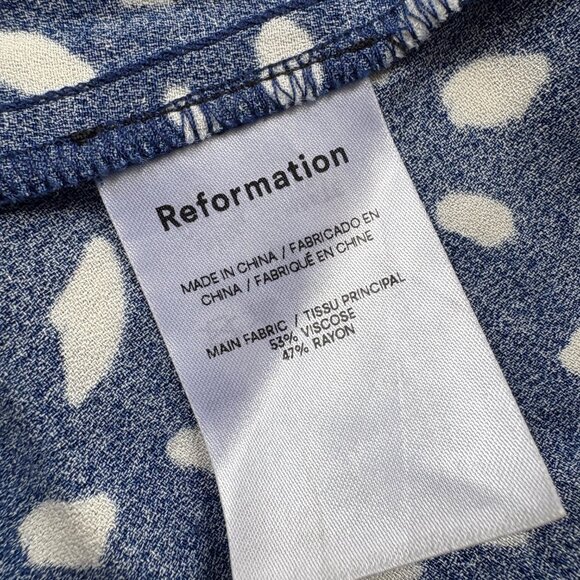 Reformation
MADE IN CHINA / FABRICADO EN
CHINA / FABRIQUÉ EN CHINE
MAIN FABRIC / TISSU PRINCIPAL
53% VISCOSE
47% RAYON